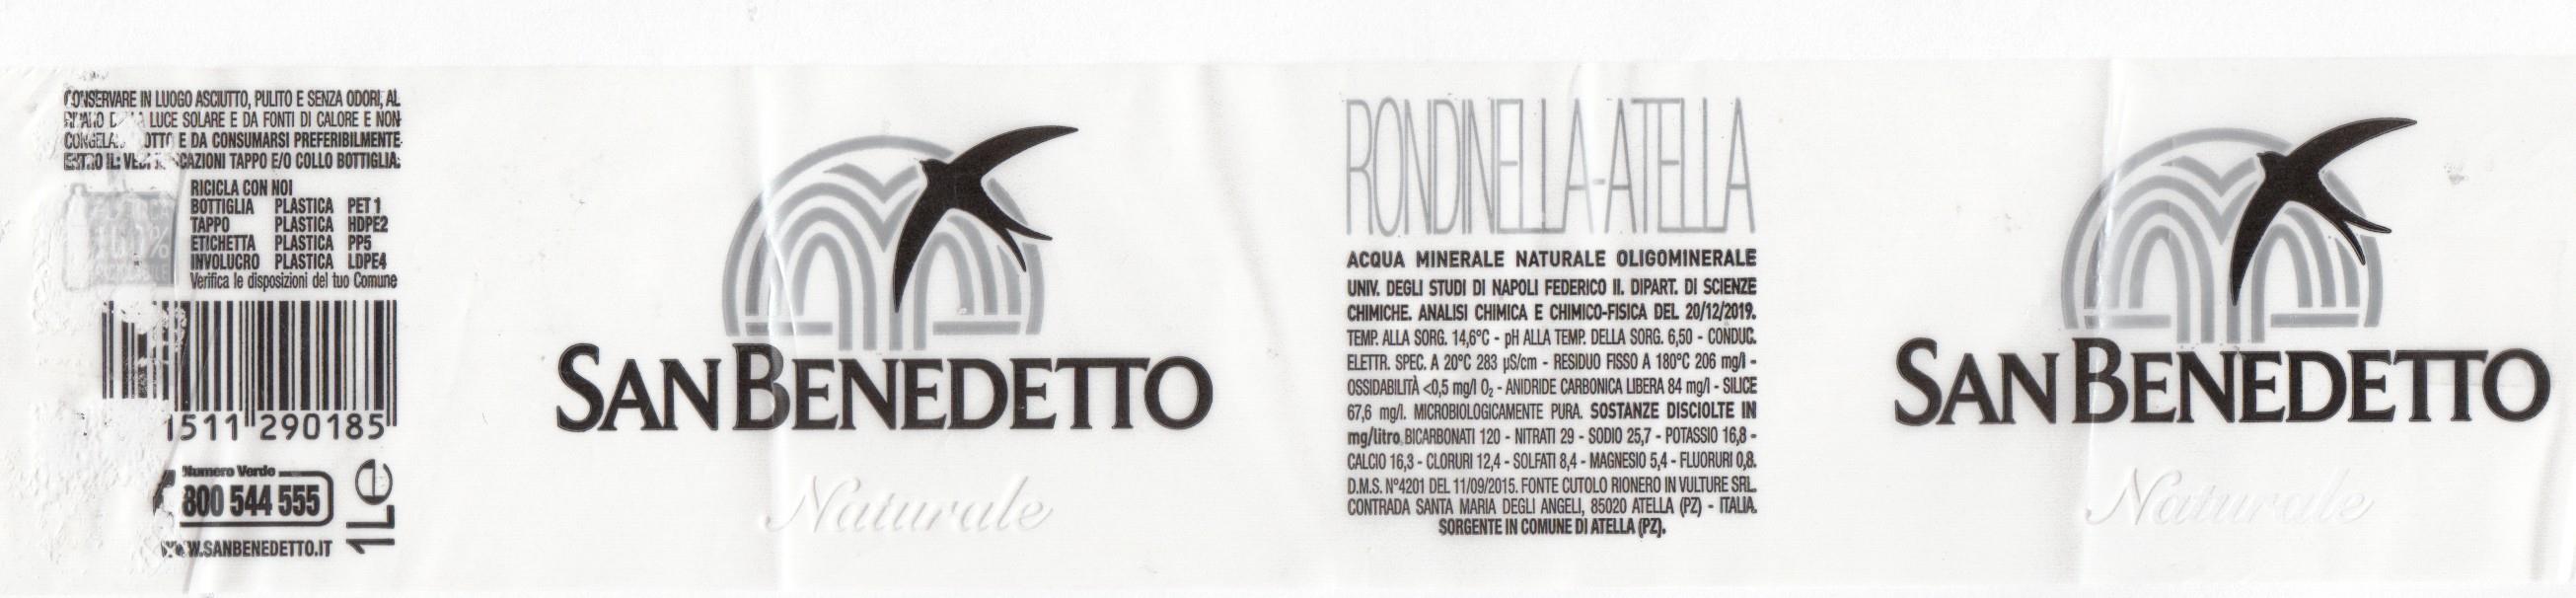 CONSERVARE IN LUOGO ASCIUTTO, PULITO E SENZA ODORI, AL
LUCE SOLARE E DA FONTI DI CALORE E NON
E DA CONSUMARSI PREFERIBILMENTE
TAPPO E/O COLLO BOTTIGLIA.
100%
RICICLA CON NOI
BOTTIGLIA PLASTICA PET 1
TAPPO PLASTICA HDPE2
ETICHETTA PLASTICA PP5
INVOLUCRO PLASTICA LDPE4
Verifica le disposizioni del tuo Comune
1511 290185
Numero Verde
800 544 555
1Le
WWW.SANBENEDETTO.IT
SAN BENEDETTO
Naturale
RONDINELLA-ATELLA
ACQUA MINERALE NATURALE OLIGOMINERALE
UNIV. DEGLI STUDI DI NAPOLI FEDERICO II. DIPART. DI SCIENZE
CHIMICHE. ANALISI CHIMICA E CHIMICO-FISICA DEL 20/12/2019.
TEMP. ALLA SORG. 14,6°C - pH ALLA TEMP. DELLA SORG. 6,50 - CONDUC.
ELETTR. SPEC. A 20°C 283 µS/cm - RESIDUO FISSO A 180°C 206 mg/l -
OSSIDABILITÀ <0,5 mg/l O₂ - ANIDRIDE CARBONICA LIBERA 84 mg/l - SILICE
67,6 mg/l. MICROBIOLOGICAMENTE PURA. SOSTANZE DISCIOLTE IN
mg/litro. BICARBONATI 120 - NITRATI 29 - SODIO 25,7 - POTASSIO 16,8 -
CALCIO 16,3 - CLORURI 12,4 - SOLFATI 8,4 - MAGNESIO 5,4 - FLUORURI 0,8.
D.M.S. N°4201 DEL 11/09/2015. FONTE CUTOLO RIONERO IN VULTURE SRL.
CONTRADA SANTA MARIA DEGLI ANGELI, 85020 ATELLA (PZ) - ITALIA.
SORGENTE IN COMUNE DI ATELLA (PZ).
SAN BENEDETTO
Naturale